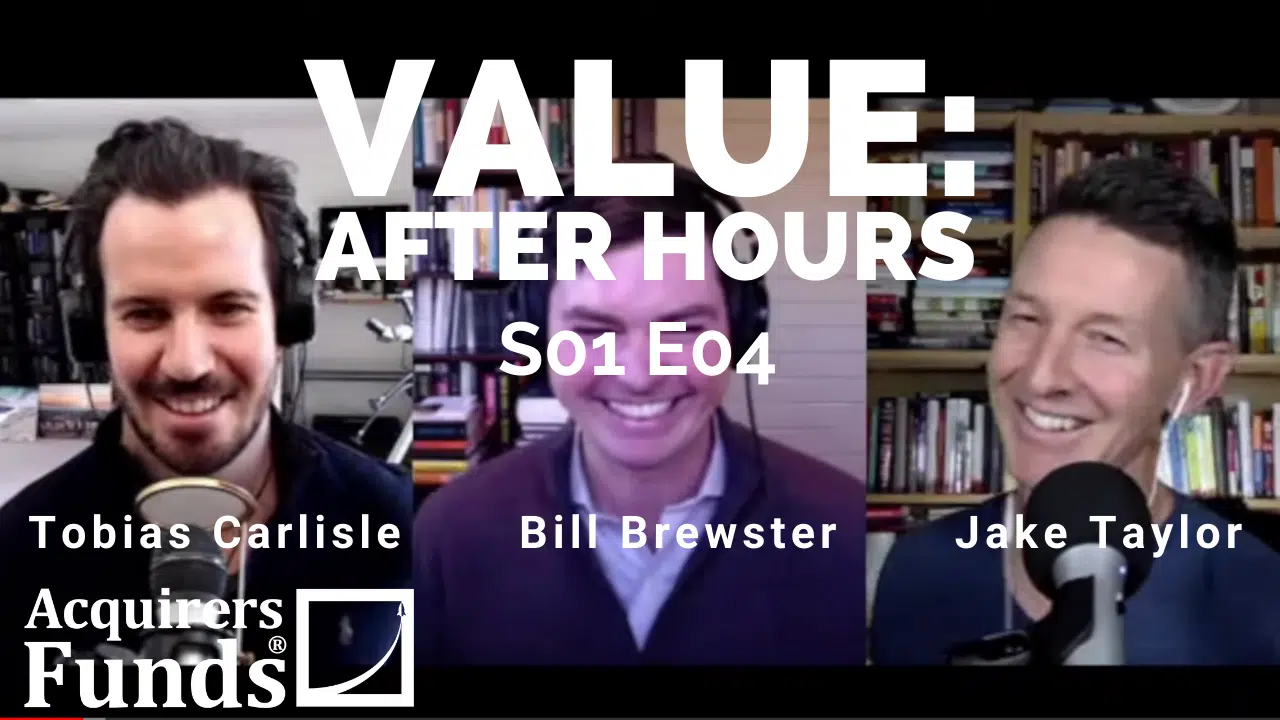 VALUE:
AFTER HOURS
S01 E04
Tobias Carlisle
Bill Brewster
Jake Taylor
Acquirers
Funds®